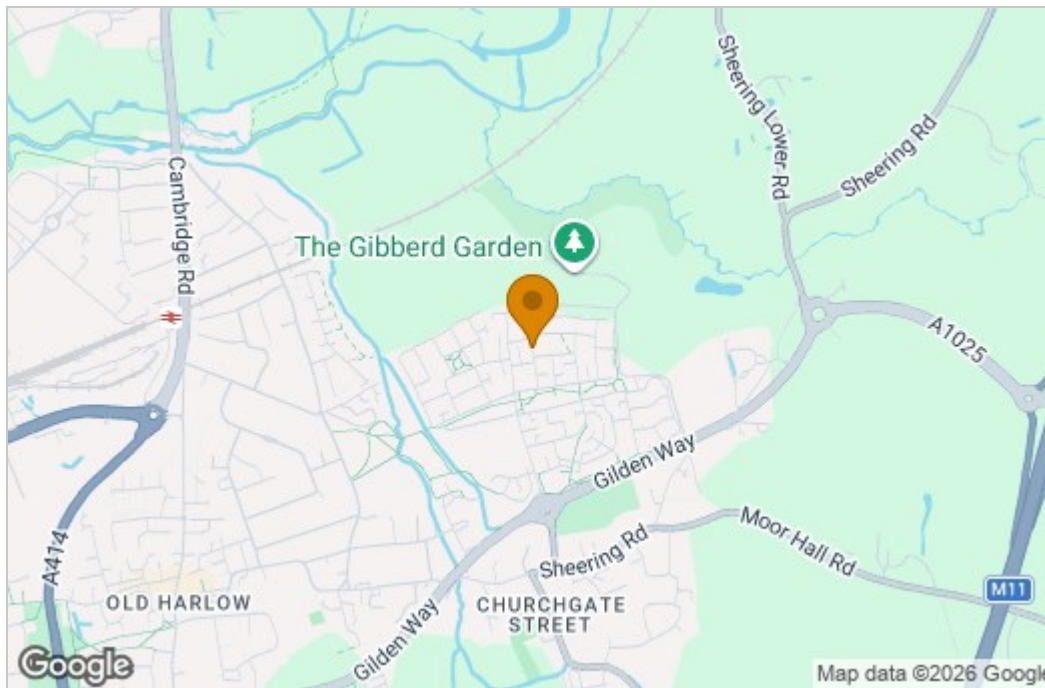 Sheering Lower Rd
Sheering Rd
Cambridge Rd
The Gibberd Garden
A1025
Gilden Way
A414
Sheering Rd
Moor Hall Rd
M11
OLD HARLOW
CHURCHGATE
STREET
Gilden Way
Google
Map data ©2026 Google